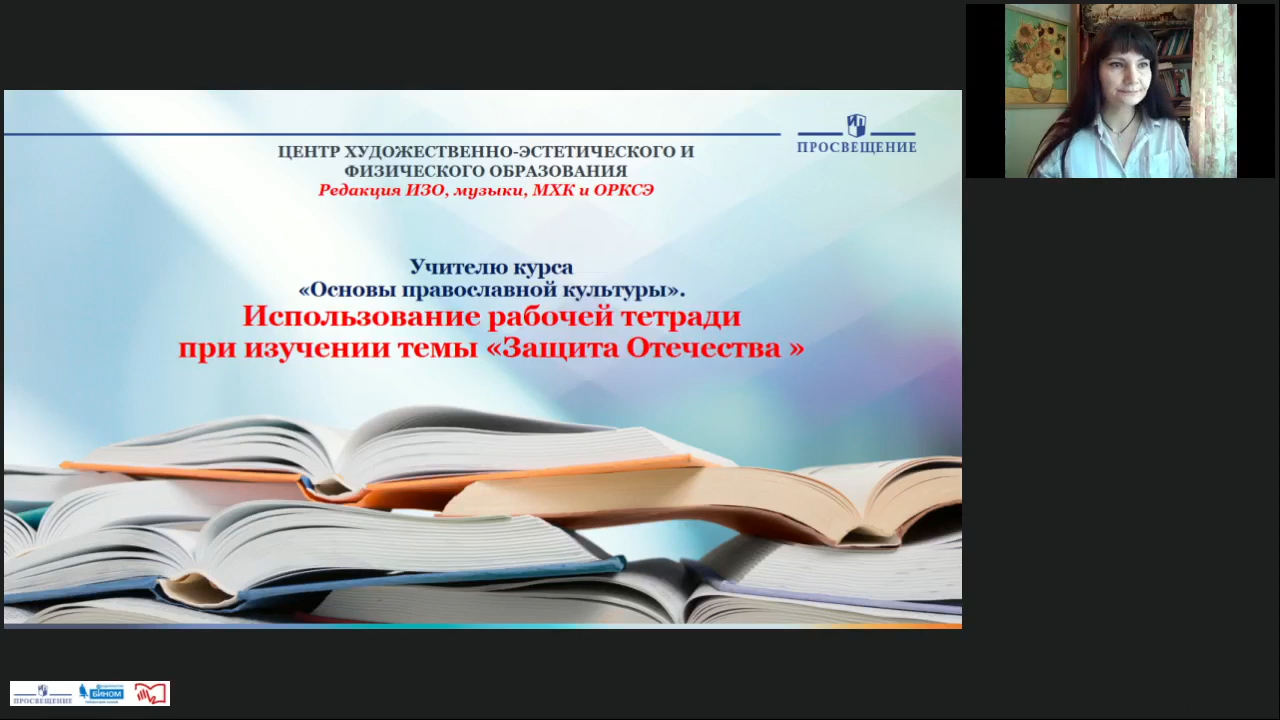 ПРОСВЕЩЕНИЕ
ЦЕНТР ХУДОЖЕСТВЕННО-ЭСТЕТИЧЕСКОГО И
ФИЗИЧЕСКОГО ОБРАЗОВАНИЯ
Редакция ИЗО, музыки, МХК и ОРКСЭ
Учителю курса
«Основы православной культуры».
Использование рабочей тетради
при изучении темы «Защита Отечества »
ПРОСВЕЩЕНИЕ
БИНОМ